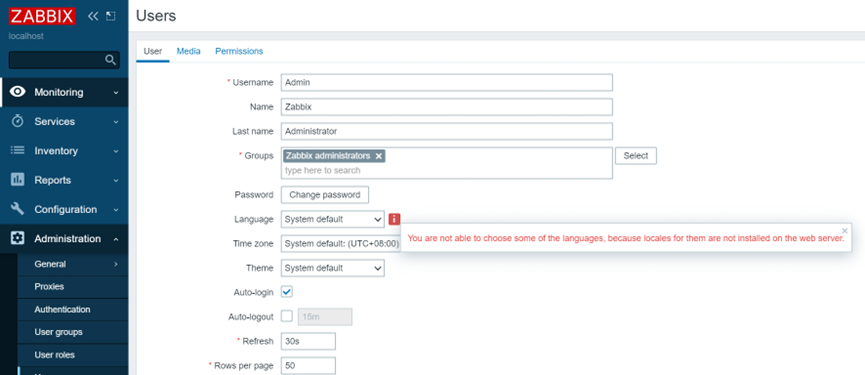 ZABBIX
localhost
Monitoring
Services
Inventory
Reports
Configuration
Administration
General
Proxies
Authentication
User groups
User roles
Users
User Media Permissions
* Username Admin
Name Zabbix
Last name Administrator
* Groups Zabbix administrators × Select
type here to search
Password Change password
Language System default
You are not able to choose some of the languages, because locales for them are not installed on the web server.
Time zone System default: (UTC+08:00)
Theme System default
Auto-login
Auto-logout 15m
* Refresh 30s
* Rows per page 50